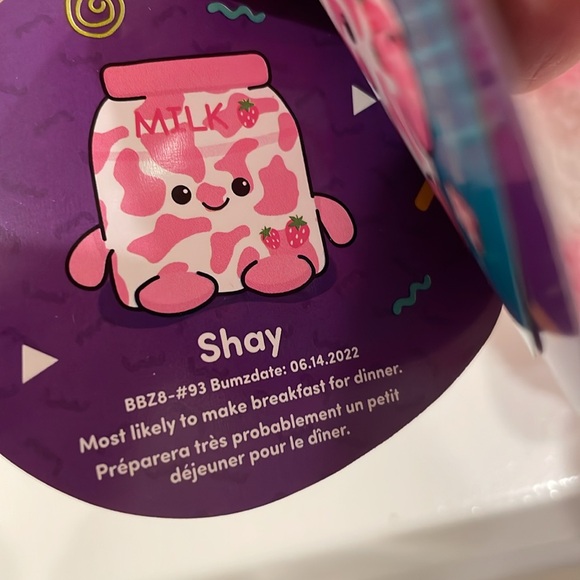 MILK
Shay
BBZ8-#93 Bumzdate: 06.14.2022
Most likely to make breakfast for dinner.
Préparera très probablement un petit
déjeuner pour le dîner.